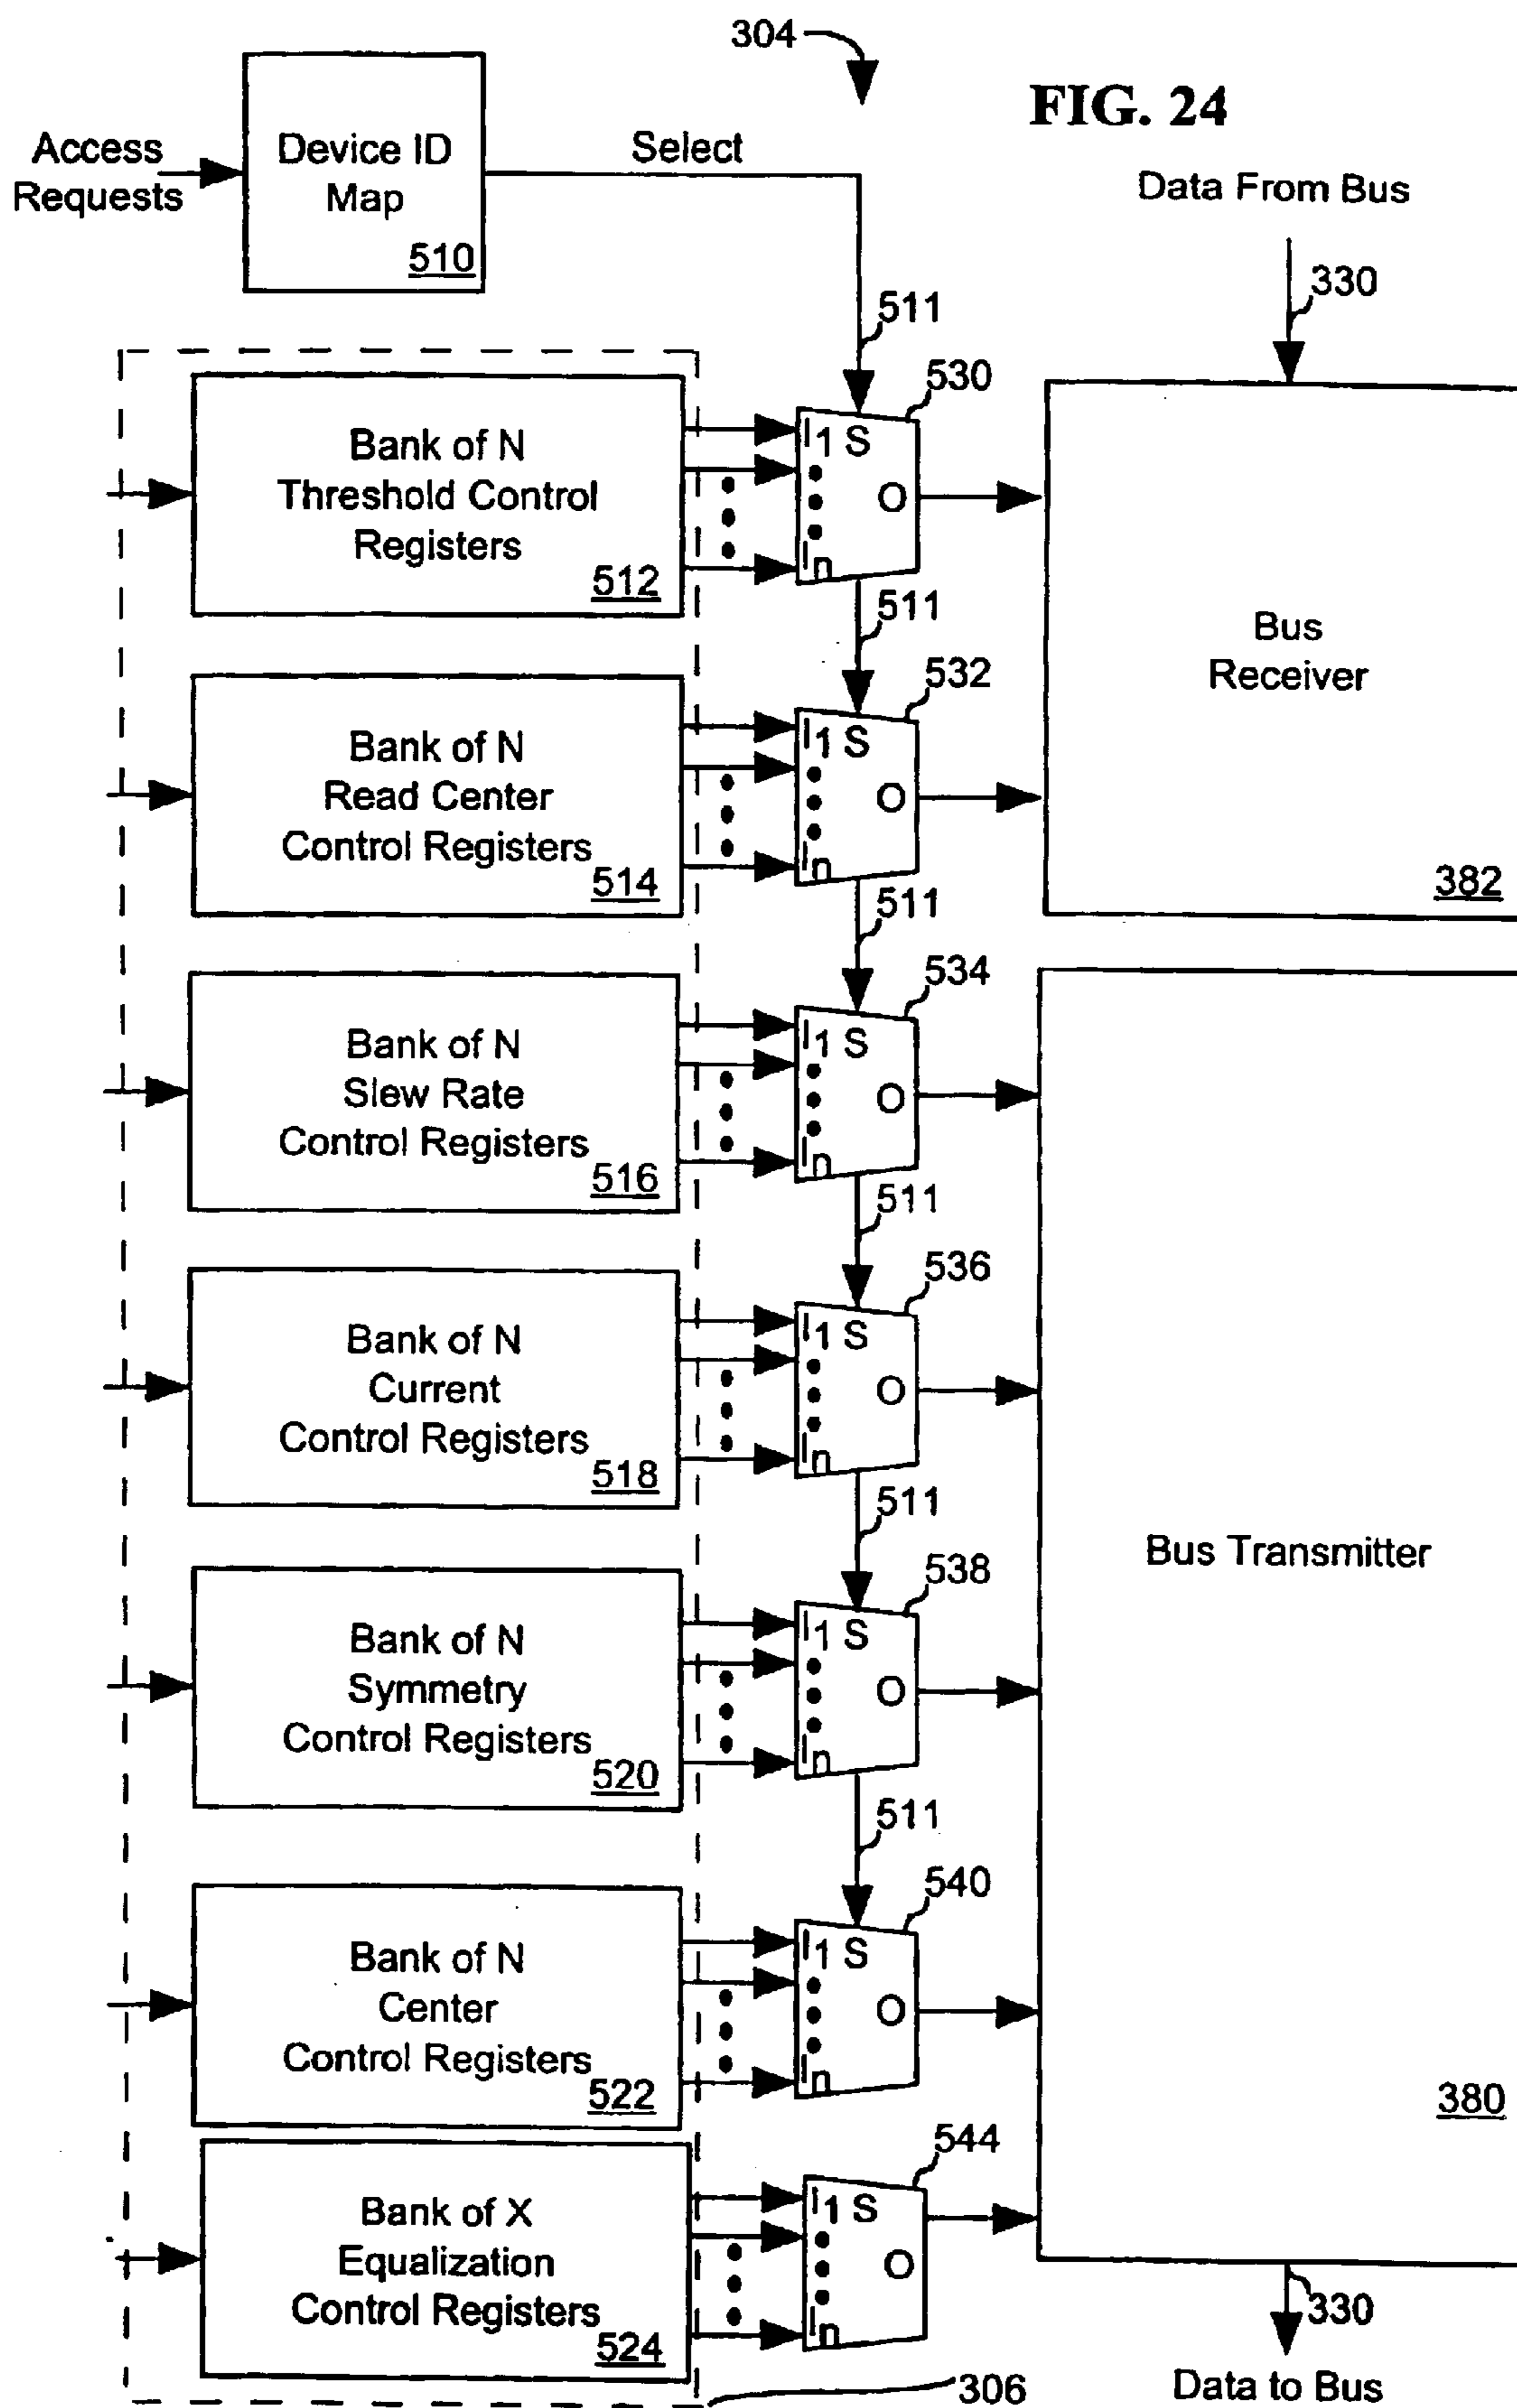 304
FIG. 24
Access
Requests
Device ID
Map
510
Select
Data From Bus
330
511
530
Bank of N
Threshold Control
Registers
512
I1 S
O
In
511
Bus
Receiver
382
532
Bank of N
Read Center
Control Registers
514
I1 S
O
In
511
534
Bank of N
Slew Rate
Control Registers
516
I1 S
O
In
511
536
Bank of N
Current
Control Registers
518
I1 S
O
In
511
Bus Transmitter
380
538
Bank of N
Symmetry
Control Registers
520
I1 S
O
In
511
540
Bank of N
Center
Control Registers
522
I1 S
O
In
544
Bank of X
Equalization
Control Registers
524
I1 S
O
In
330
306
Data to Bus